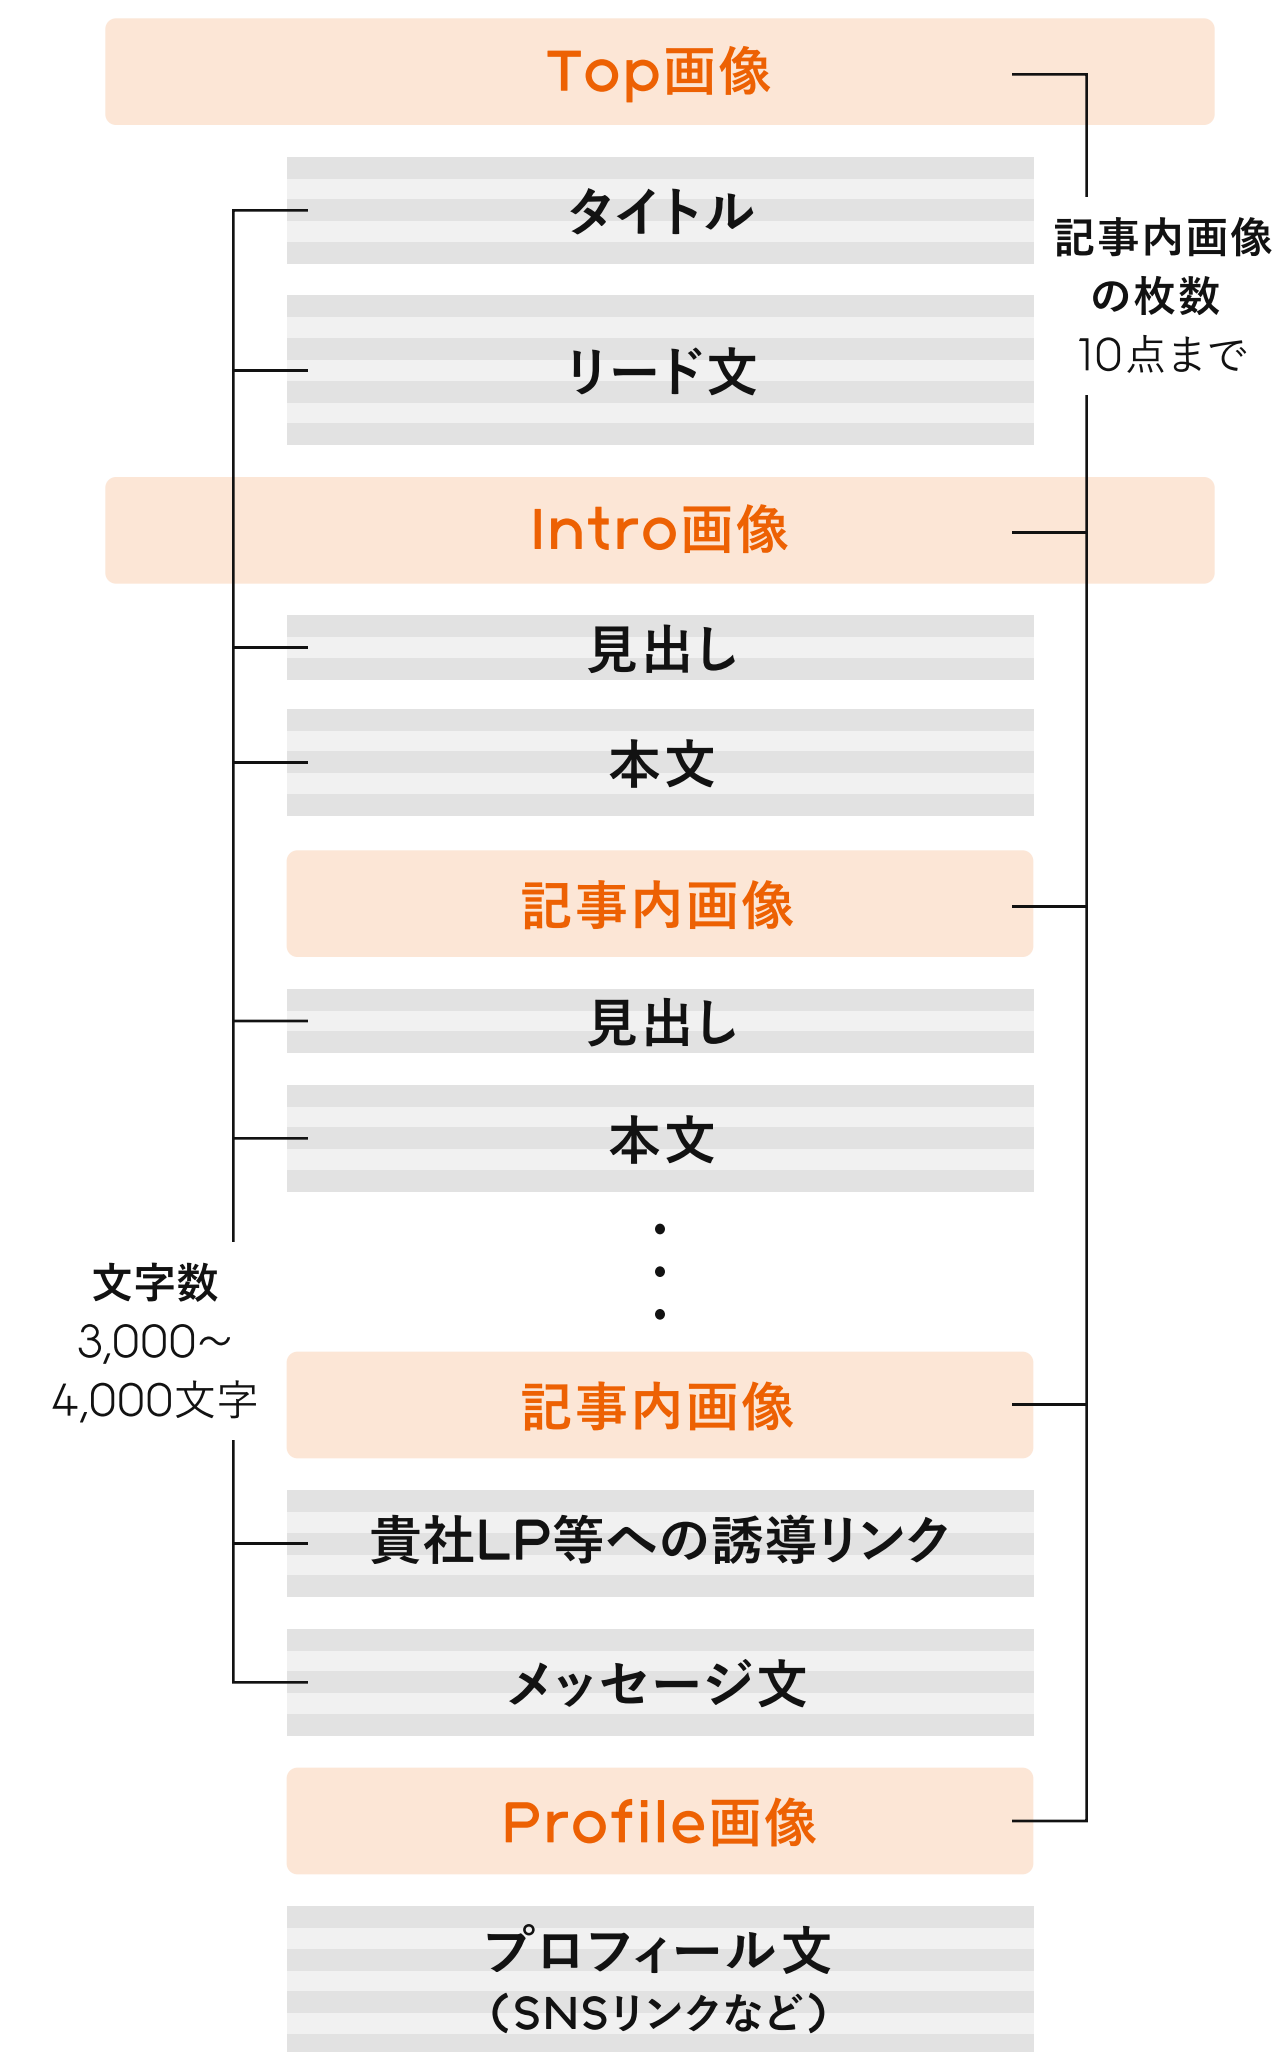 Top画像
タイトル
記事内画像
の枚数
10点まで
リード文
Intro画像
見出し
本文
記事内画像
見出し
本文
文字数
3,000〜
4,000文字
記事内画像
貴社LP等への誘導リンク
メッセージ文
Profile画像
プロフィール文
（SNSリンクなど）